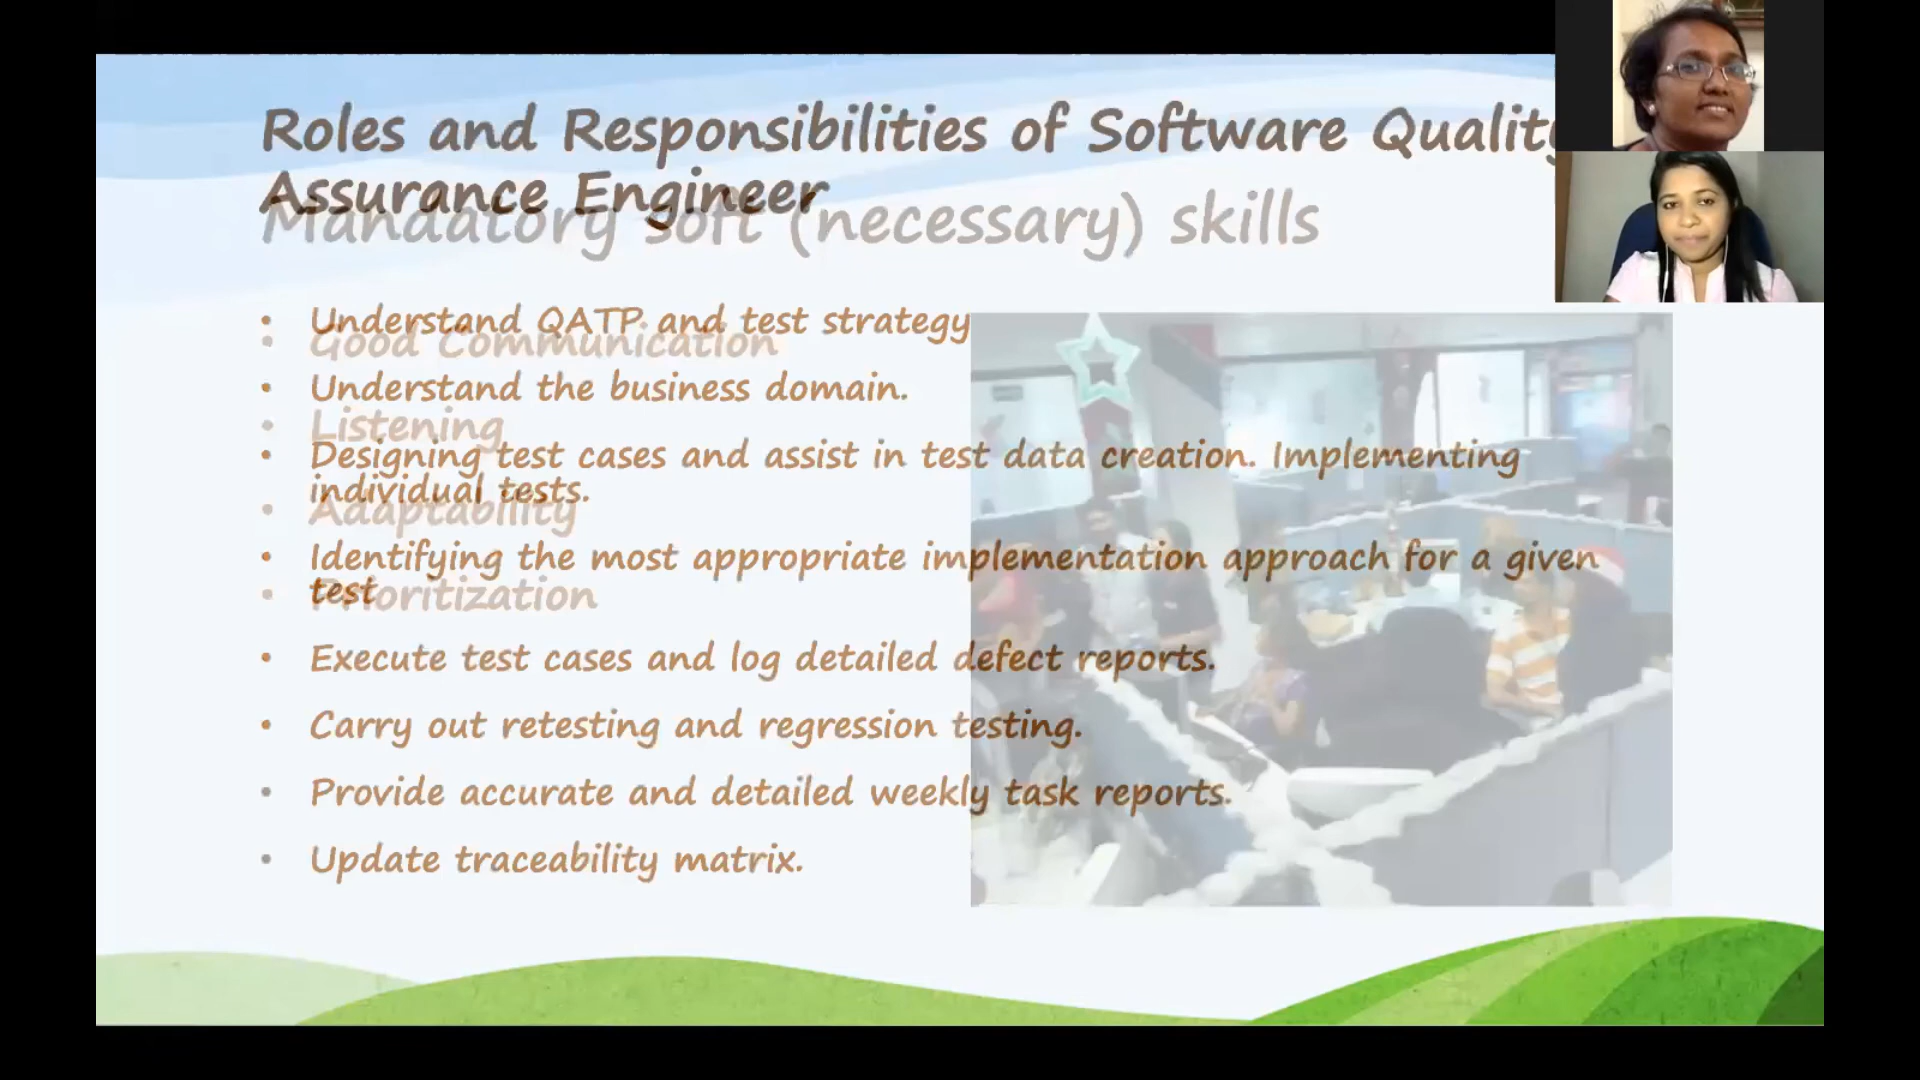 Roles and Responsibilities of Software Quality
Assurance Engineer
Mandatory soft (necessary) skills
• Understand QATP and test strategy
• Good Communication
• Understand the business domain.
• Listening
• Designing test cases and assist in test data creation. Implementing
individual tests.
• Adaptability
• Identifying the most appropriate implementation approach for a given
test
• Prioritization
• Execute test cases and log detailed defect reports.
• Carry out retesting and regression testing.
• Provide accurate and detailed weekly task reports.
• Update traceability matrix.